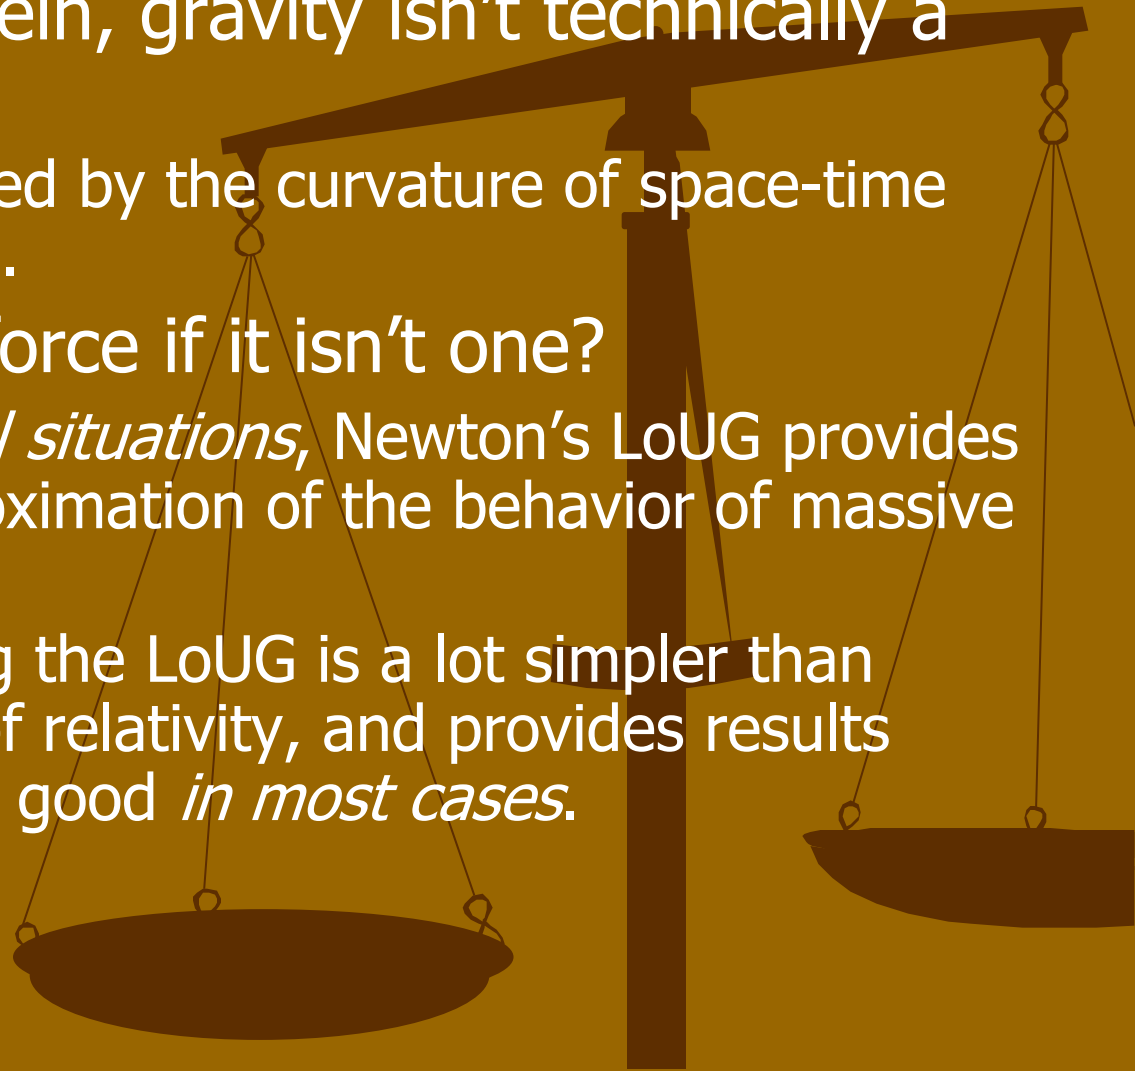 ein, gravity isn't technically a
ed by the curvature of space-time
.
force if it isn't one?
situations, Newton's LoUG provides
oximation of the behavior of massive
g the LoUG is a lot simpler than
of relativity, and provides results
good in most cases.